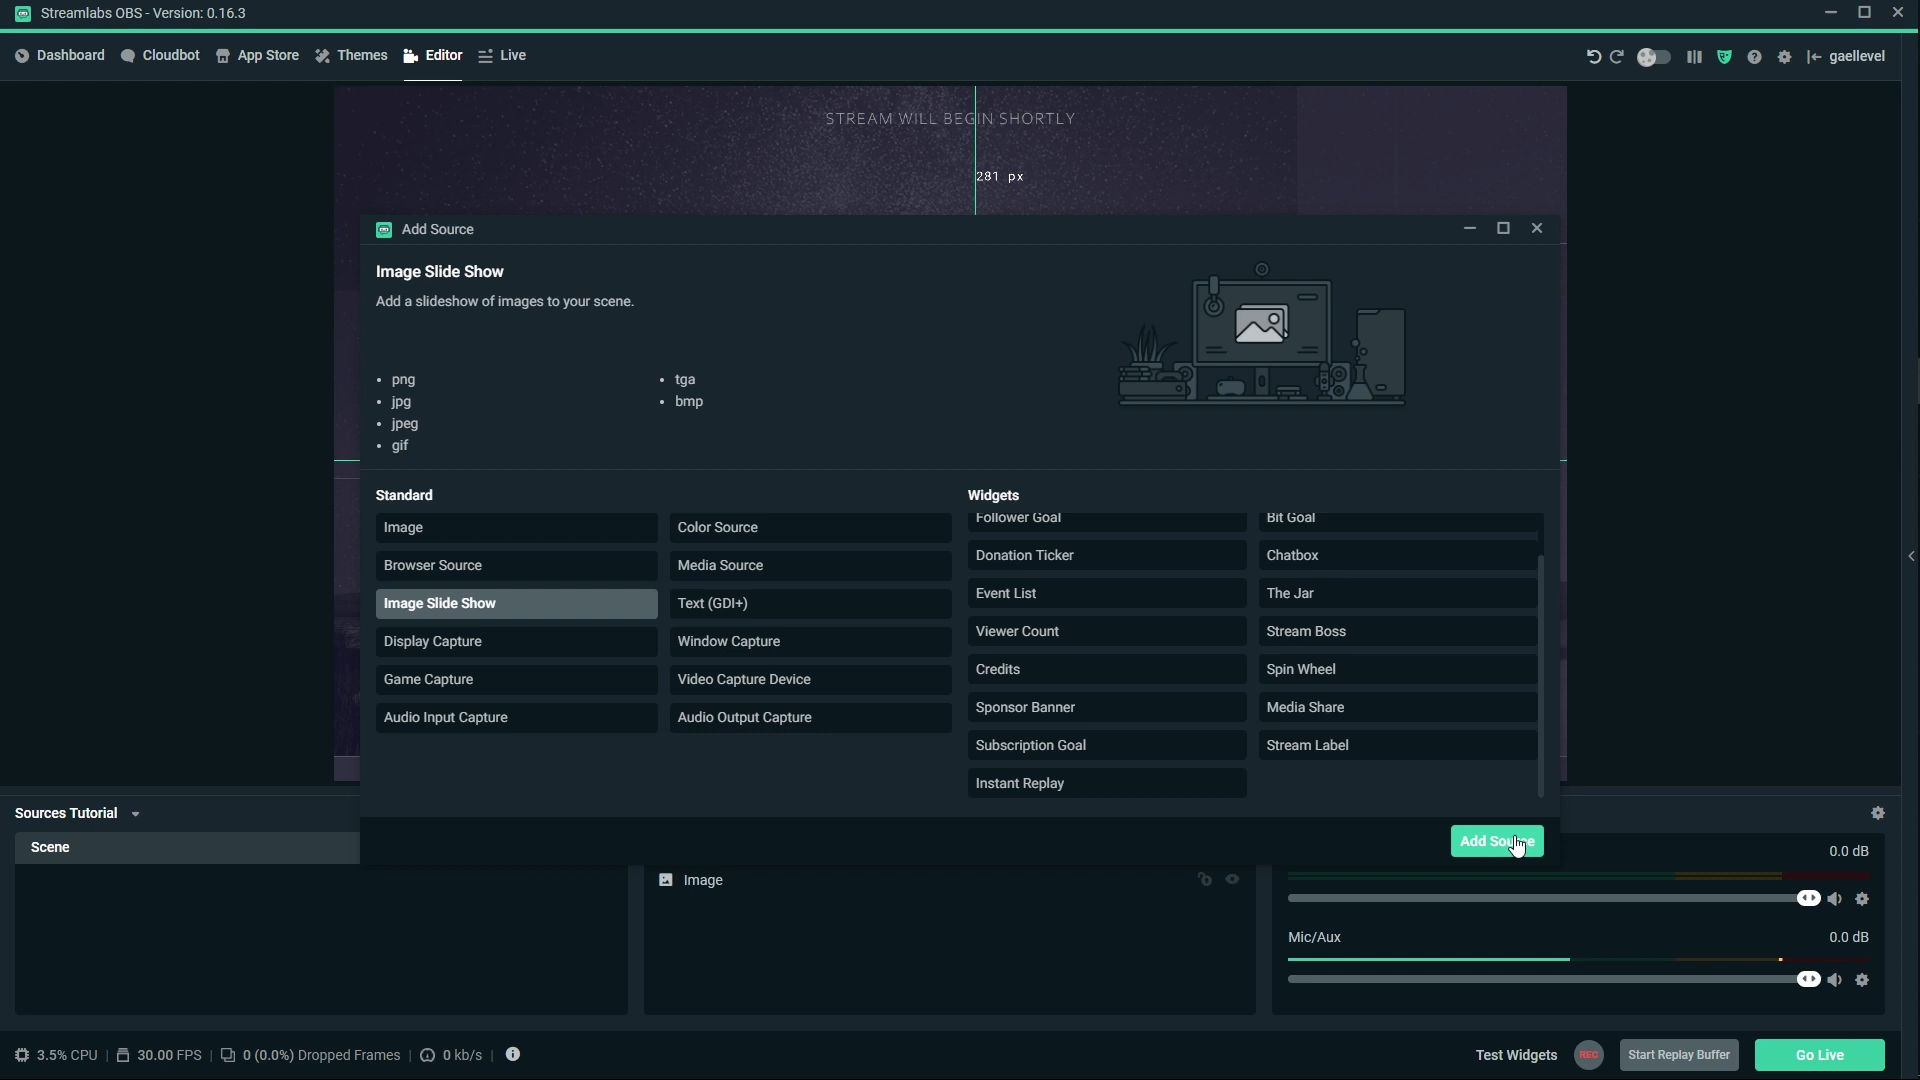 Streamlabs OBS - Version: 0.16.3
Dashboard Cloudbot App Store Themes Editor Live gaellevel
STREAM WILL BEGIN SHORTLY
281 px
Add Source
Image Slide Show
Add a slideshow of images to your scene.
• png
• jpg
• jpeg
• gif
• tga
• bmp
Standard
Image
Color Source
Browser Source
Media Source
Image Slide Show
Text (GDI+)
Display Capture
Window Capture
Game Capture
Video Capture Device
Audio Input Capture
Audio Output Capture
Widgets
Follower Goal
Bit Goal
Donation Ticker
Chatbox
Event List
The Jar
Viewer Count
Stream Boss
Credits
Spin Wheel
Sponsor Banner
Media Share
Subscription Goal
Stream Label
Instant Replay
Add Source
Sources Tutorial
Scene
Image
0.0 dB
Mic/Aux 0.0 dB
3.5% CPU | 30.00 FPS | 0 (0.0%) Dropped Frames | 0 kb/s |
Test Widgets REC Start Replay Buffer Go Live